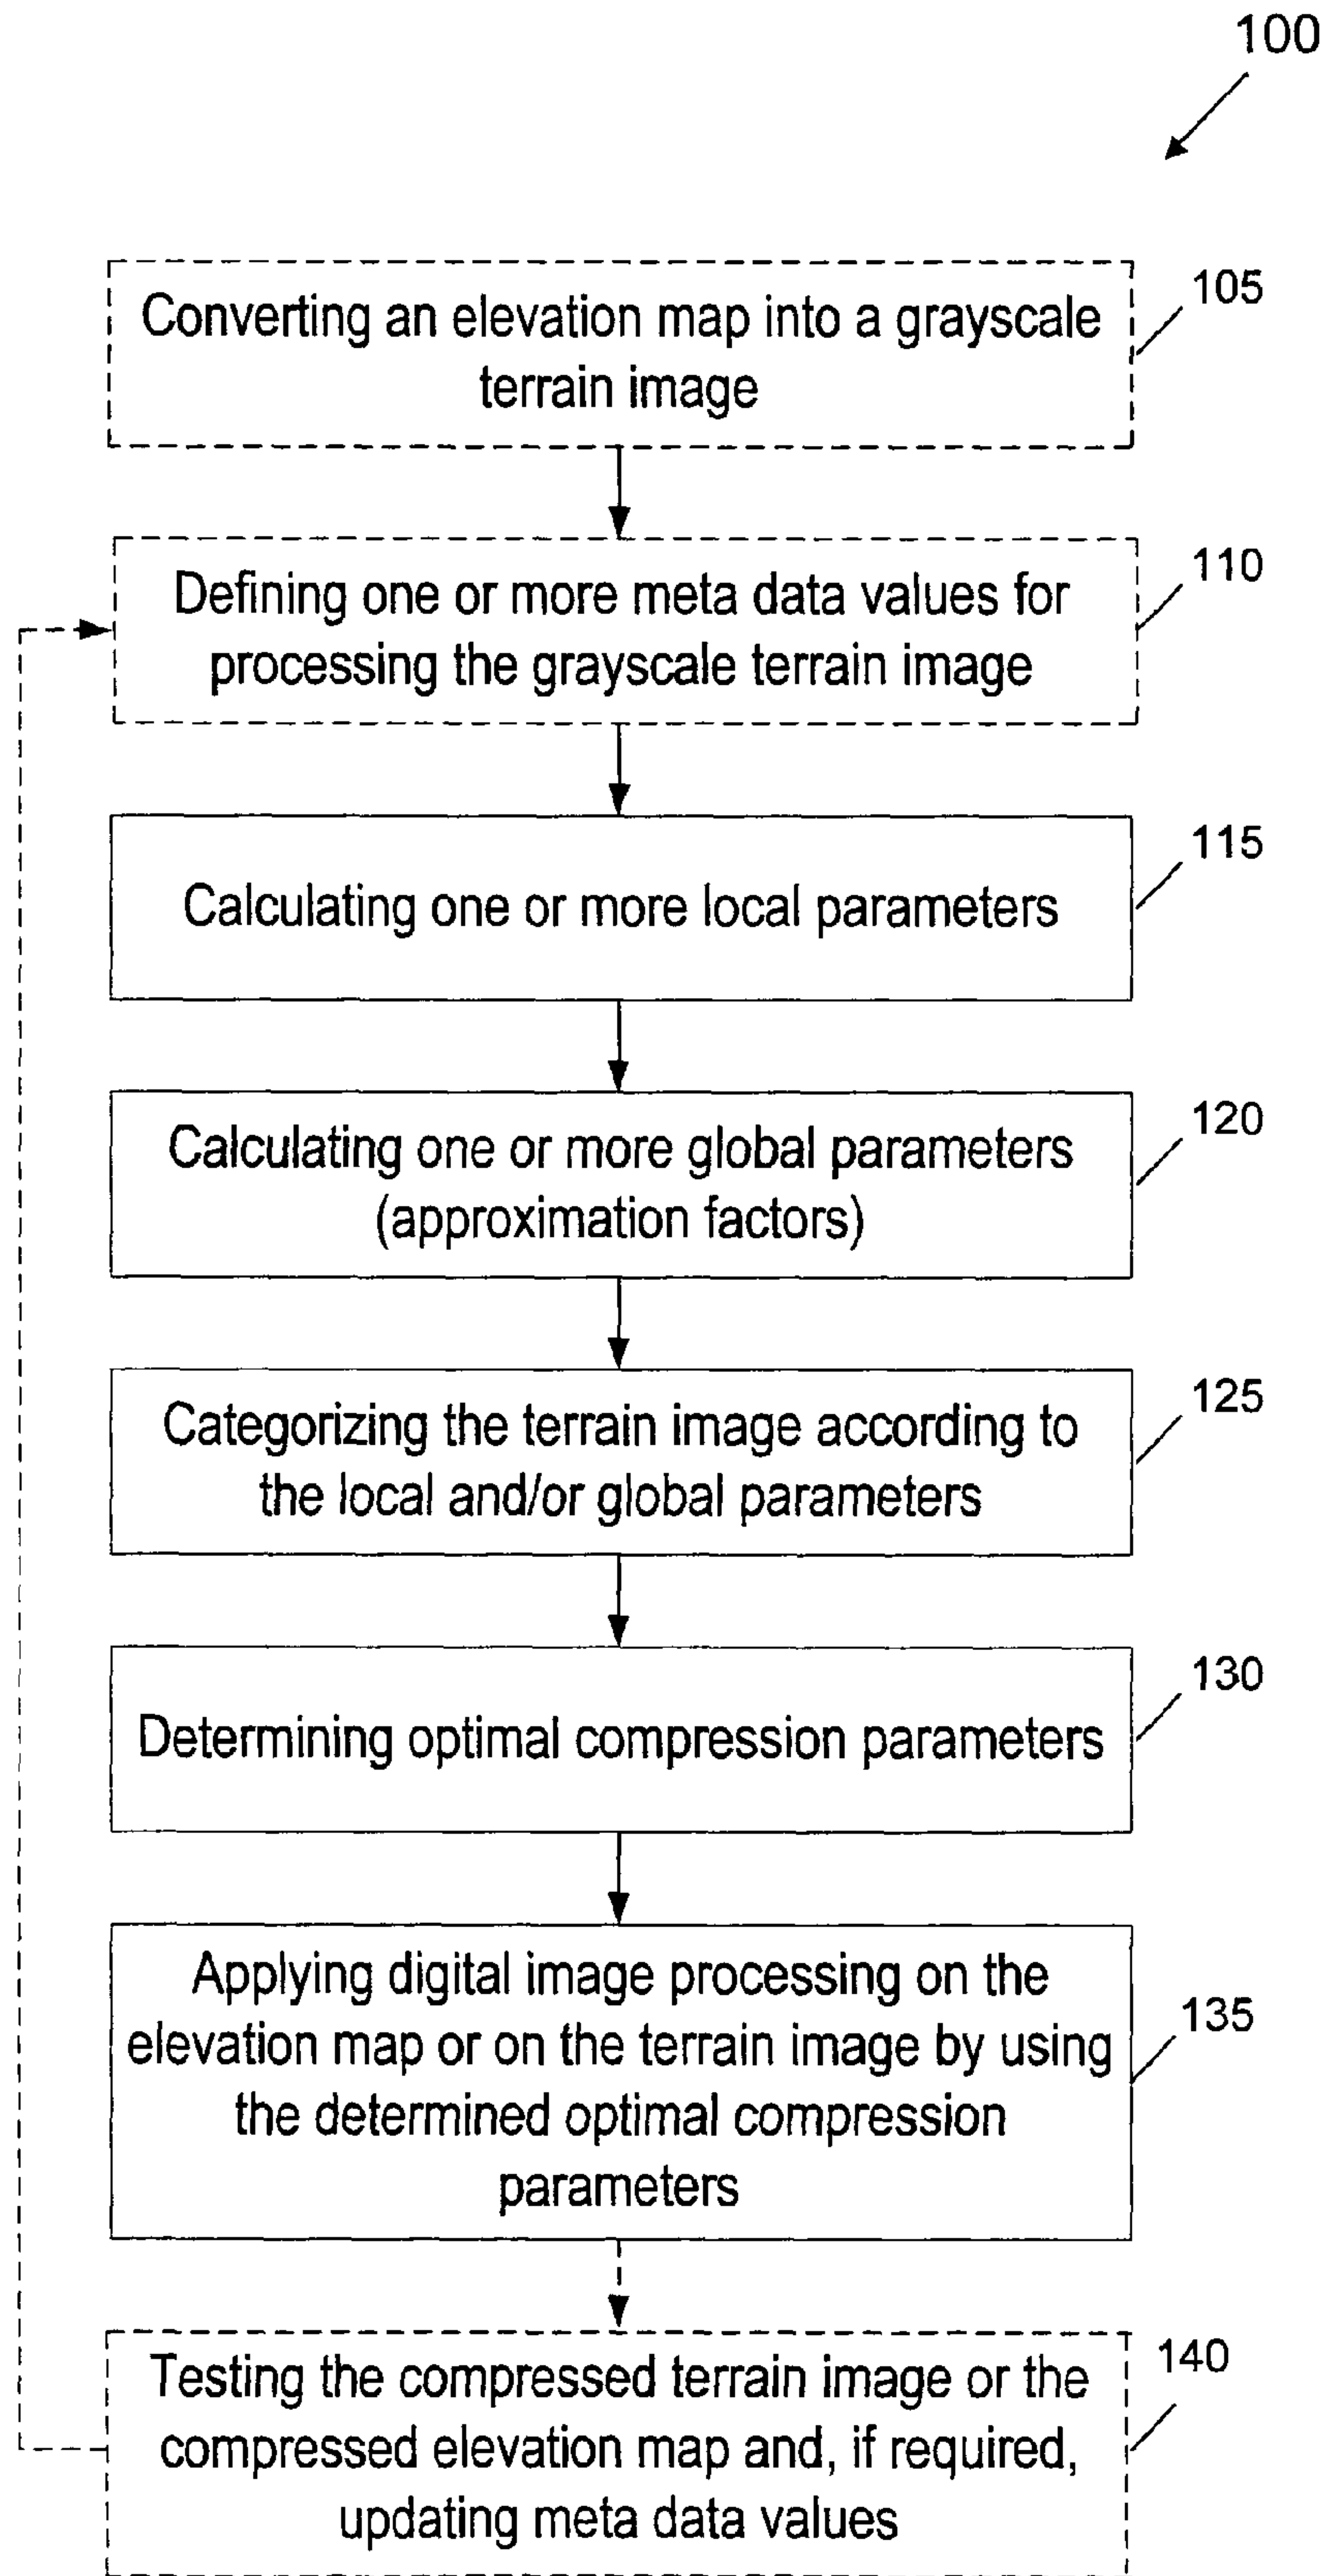 100
Converting an elevation map into a grayscale
terrain image
105
Defining one or more meta data values for
processing the grayscale terrain image
110
Calculating one or more local parameters
115
Calculating one or more global parameters
(approximation factors)
120
Categorizing the terrain image according to
the local and/or global parameters
125
Determining optimal compression parameters
130
Applying digital image processing on the
elevation map or on the terrain image by using
the determined optimal compression
parameters
135
Testing the compressed terrain image or the
compressed elevation map and, if required,
updating meta data values
140